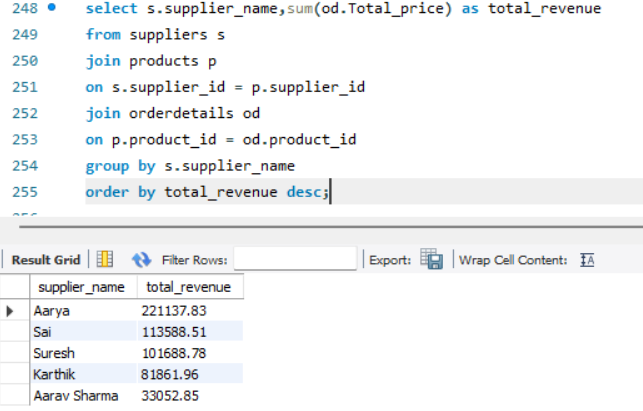 248 select s.supplier_name,sum(od.Total_price) as total_revenue
249 from suppliers s
250 join products p
251 on s.supplier_id = p.supplier_id
252 join orderdetails od
253 on p.product_id = od.product_id
254 group by s.supplier_name
255 order by total_revenue desc;
Result Grid Filter Rows: Export: Wrap Cell Content: IA
supplier_name total_revenue
Aarya 221137.83
Sai 113587.51
Suresh 101688.78
Karthik 81861.96
Aarav Sharma 33052.85